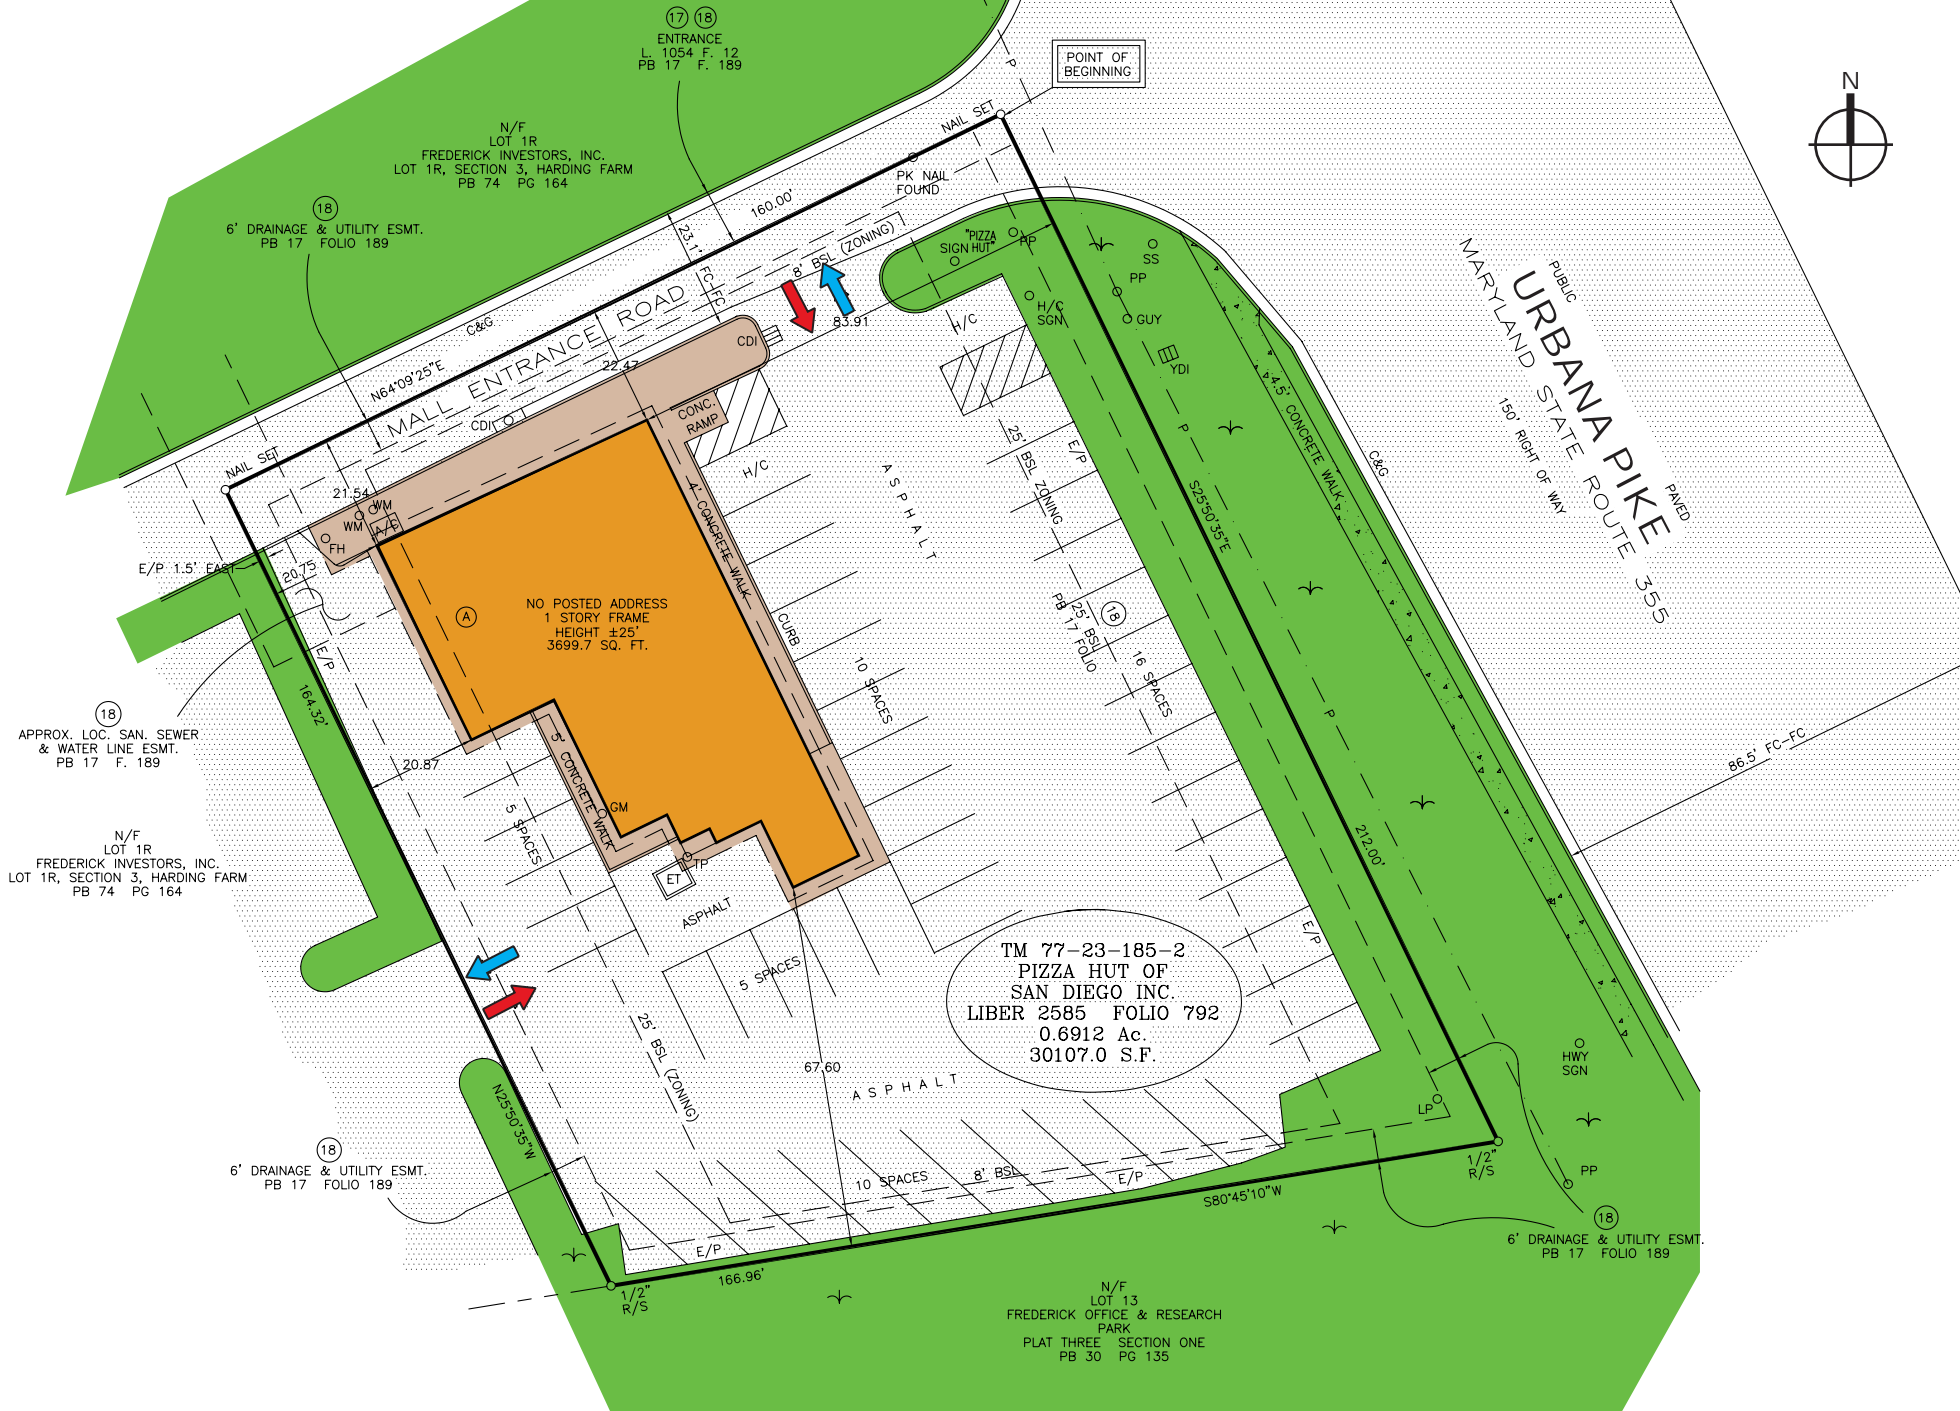 17 18
ENTRANCE
L. 1054 F. 12
PB 17 F. 189
POINT OF
BEGINNING
N
N/F
LOT 1R
FREDERICK INVESTORS, INC.
LOT 1R, SECTION 3, HARDING FARM
PB 74 PG 164
18
6' DRAINAGE & UTILITY ESMT.
PB 17 FOLIO 189
P
NAIL SET
PK NAIL
FOUND
160.00'
23.1' FC-FC
8' BSL (ZONING)
"PIZZA
HUT"
SIGN
PP
SS
PP
GUY
H/C
SGN
H/C
YDI
83.91
C&G
MALL ENTRANCE ROAD
N64°09'25"E
22.47
CDI
CDI
CONC.
RAMP
H/C
NAIL SET
21.54
WM
WM
A/S
FH
E/P 1.5' EAST
20.75
E/P
4' CONCRETE WALK
CURB
ASPHALT
25' BSL ZONING
E/P
P
4.5' CONCRETE WALK
C&G
PUBLIC
URBANA PIKE
MARYLAND STATE ROUTE 355
150' RIGHT OF WAY
PAVED
S25°50'35"E
A
NO POSTED ADDRESS
1 STORY FRAME
HEIGHT ±25'
3699.7 SQ. FT.
18
25' BSL
PB 17 FOLIO
10 SPACES
16 SPACES
P
164.32'
18
APPROX. LOC. SAN. SEWER
& WATER LINE ESMT.
PB 17 F. 189
20.87
5' CONCRETE WALK
GM
5 SPACES
TP
ET
ASPHALT
86.5' FC-FC
212.00'
N/F
LOT 1R
FREDERICK INVESTORS, INC.
LOT 1R, SECTION 3, HARDING FARM
PB 74 PG 164
5 SPACES
TM 77-23-185-2
PIZZA HUT OF
SAN DIEGO INC.
LIBER 2585 FOLIO 792
0.6912 Ac.
30107.0 S.F.
E/P
25' BSL (ZONING)
67.60
ASPHALT
HWY
SGN
LP
N25°50'35"W
18
6' DRAINAGE & UTILITY ESMT.
PB 17 FOLIO 189
10 SPACES
8' BSL
E/P
S80°45'10"W
1/2"
R/S
PP
E/P
166.96'
1/2"
R/S
18
6' DRAINAGE & UTILITY ESMT.
PB 17 FOLIO 189
N/F
LOT 13
FREDERICK OFFICE & RESEARCH
PARK
PLAT THREE SECTION ONE
PB 30 PG 135